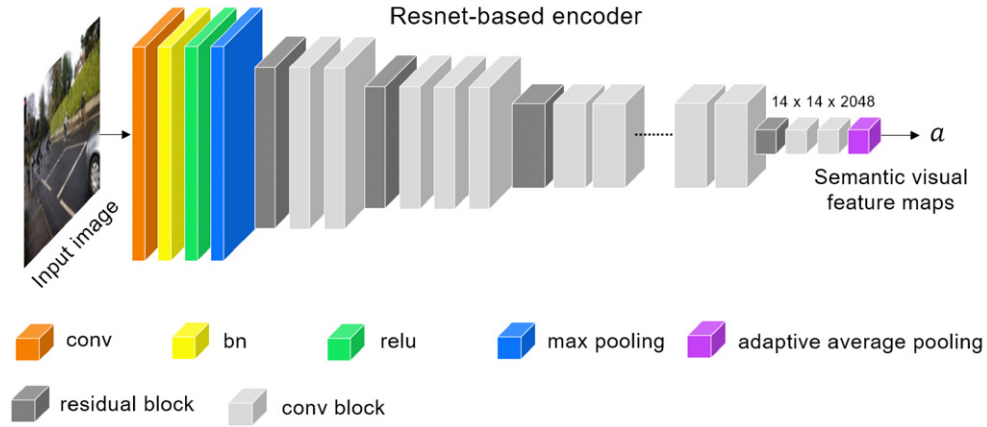 Resnet-based encoder
14 x 14 x 2048
a
Input image
Semantic visual
feature maps
conv
bn
relu
max pooling
adaptive average pooling
residual block
conv block